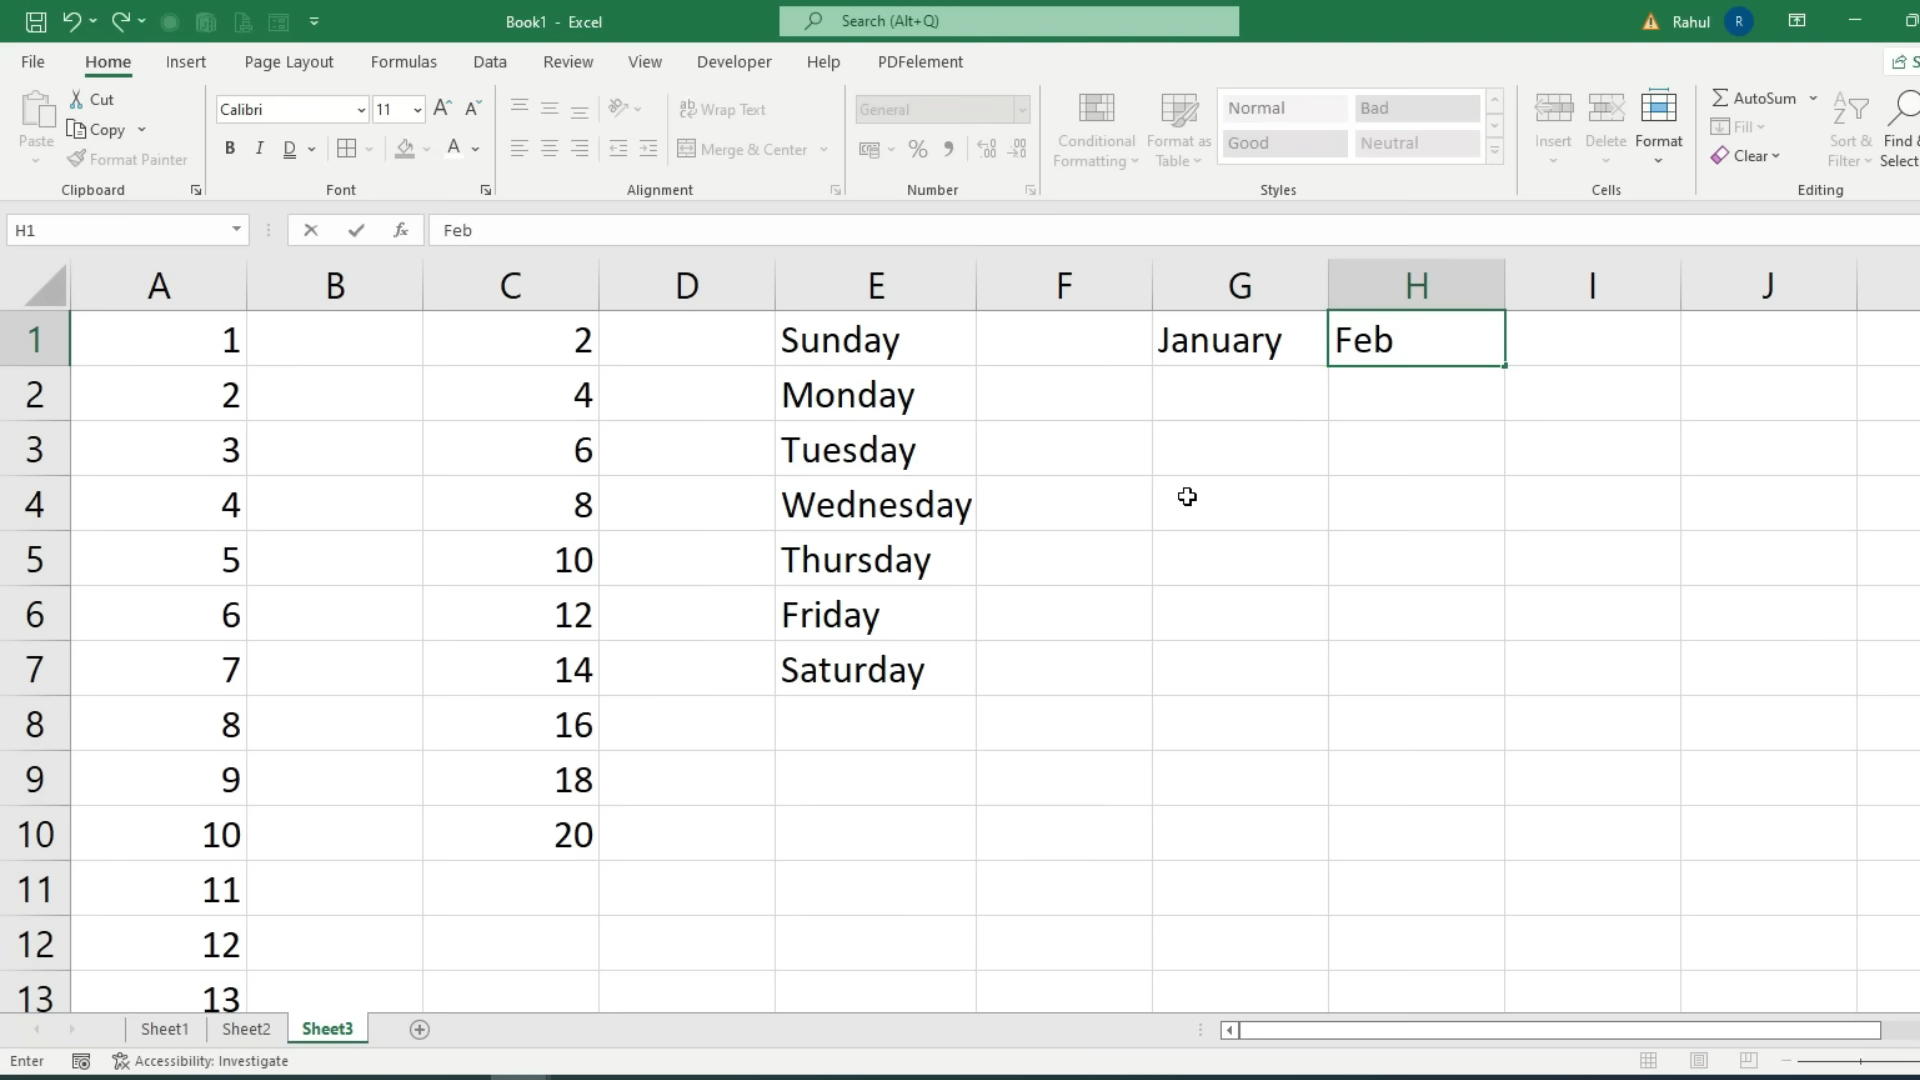 Book1 - Excel
Search (Alt+Q)
Rahul
R
File Home Insert Page Layout Formulas Data Review View Developer Help PDFelement
Paste
Cut
Copy
Format Painter
Clipboard
Calibri 11
B I D
Font
ab Wrap Text
Merge & Center
Alignment
General
Number
Conditional Formatting
Format as Table
Normal Bad
Good Neutral
Styles
Insert Delete Format
Cells
AutoSum
Fill
Clear
Sort & Filter
Find &
Select
Editing
H1 fx Feb
A B C D E F G H I J
1 1 2 Sunday January Feb
2 2 4 Monday
3 3 6 Tuesday
4 4 8 Wednesday
5 5 10 Thursday
6 6 12 Friday
7 7 14 Saturday
8 8 16
9 9 18
10 10 20
11 11
12 12
13 13
Sheet1 Sheet2 Sheet3
Enter Accessibility: Investigate